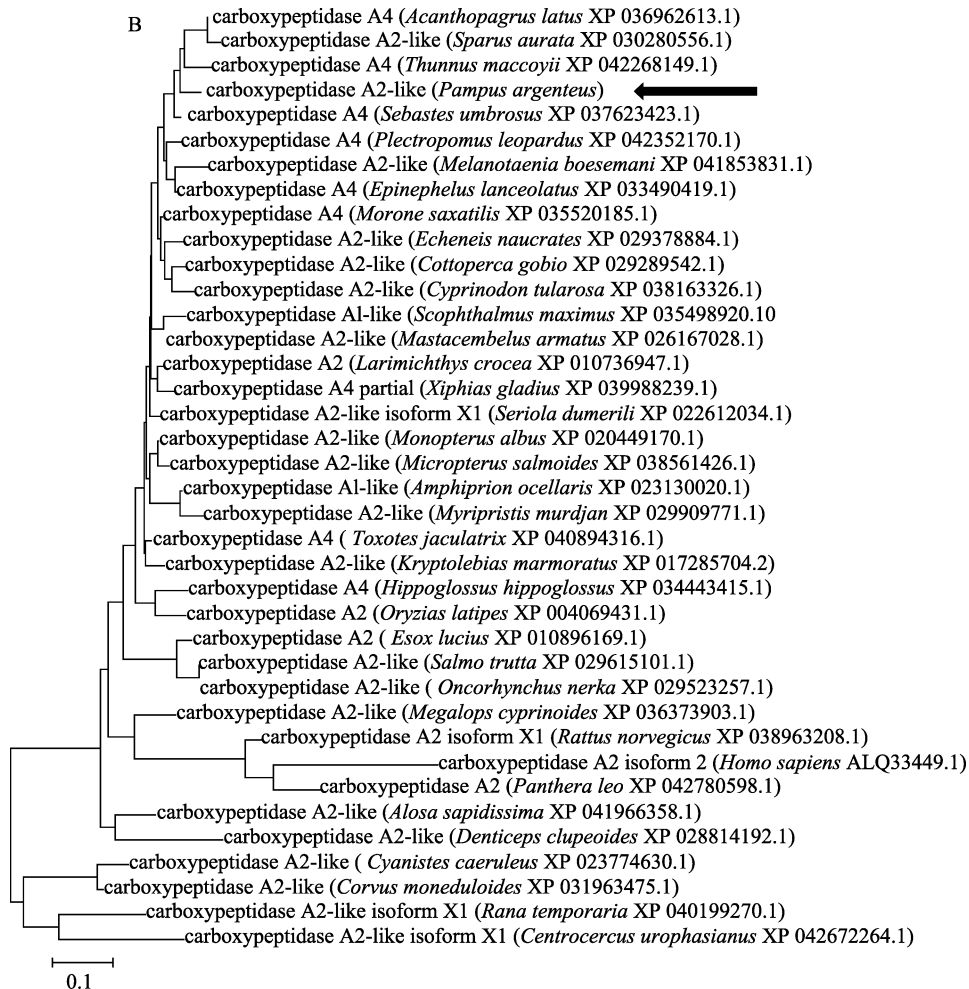 B
carboxypeptidase A4 (Acanthopagrus latus XP 036962613.1)
carboxypeptidase A2-like (Sparus aurata XP 030280556.1)
carboxypeptidase A4 (Thunnus maccoyii XP 042268149.1)
carboxypeptidase A2-like (Pampus argenteus)
carboxypeptidase A4 (Sebastes umbrosus XP 037623423.1)
carboxypeptidase A4 (Plectropomus leopardus XP 042352170.1)
carboxypeptidase A2-like (Melanotaenia boesemani XP 041853831.1)
carboxypeptidase A4 (Epinephelus lanceolatus XP 033490419.1)
carboxypeptidase A4 (Morone saxatilis XP 035520185.1)
carboxypeptidase A2-like (Echeneis naucrates XP 029378884.1)
carboxypeptidase A2-like (Cottoperca gobio XP 029289542.1)
carboxypeptidase A2-like (Cyprinodon tularosa XP 038163326.1)
carboxypeptidase Al-like (Scophthalmus maximus XP 035498920.10
carboxypeptidase A2-like (Mastacembelus armatus XP 026167028.1)
carboxypeptidase A2 (Larimichthys crocea XP 010736947.1)
carboxypeptidase A4 partial (Xiphias gladius XP 039988239.1)
carboxypeptidase A2-like isoform X1 (Seriola dumerili XP 022612034.1)
carboxypeptidase A2-like (Monopterus albus XP 020449170.1)
carboxypeptidase A2-like (Micropterus salmoides XP 038561426.1)
carboxypeptidase Al-like (Amphiprion ocellaris XP 023130020.1)
carboxypeptidase A2-like (Myripristis murdjan XP 029909771.1)
carboxypeptidase A4 ( Toxotes jaculatrix XP 040894316.1)
carboxypeptidase A2-like (Kryptolebias marmoratus XP 017285704.2)
carboxypeptidase A4 (Hippoglossus hippoglossus XP 034443415.1)
carboxypeptidase A2 (Oryzias latipes XP 004069431.1)
carboxypeptidase A2 ( Esox lucius XP 010896169.1)
carboxypeptidase A2-like (Salmo trutta XP 029615101.1)
carboxypeptidase A2-like ( Oncorhynchus nerka XP 029523257.1)
carboxypeptidase A2-like (Megalops cyprinoides XP 036373903.1)
carboxypeptidase A2 isoform X1 (Rattus norvegicus XP 038963208.1)
carboxypeptidase A2 isoform 2 (Homo sapiens ALQ33449.1)
carboxypeptidase A2 (Panthera leo XP 042780598.1)
carboxypeptidase A2-like (Alosa sapidissima XP 041966358.1)
carboxypeptidase A2-like (Denticeps clupeoides XP 028814192.1)
carboxypeptidase A2-like ( Cyanistes caeruleus XP 023774630.1)
carboxypeptidase A2-like (Corvus moneduloides XP 031963475.1)
carboxypeptidase A2-like isoform X1 (Rana temporaria XP 040199270.1)
carboxypeptidase A2-like isoform X1 (Centrocercus urophasianus XP 042672264.1)
0.1